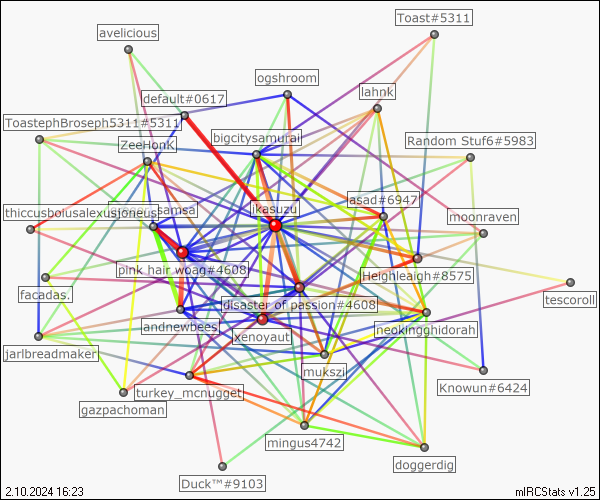 Toast#5311
avelicious
ogshroom
lahnk
default#0617
ToastephBroseph5311#5311
bigcitysamurai
Random Stuf6#5983
ZeeHonK
asad#6947
ikasuzu
thiccusbolusalexusjoneus
samsa
moonraven
pink hair woag#4608
Heighleigh#8575
facadas.
disaster of passion#4608
tescoroll
andnewbees
xenoyaut
neokingghidorah
jarlbreadmaker
mukszi
turkey_mcnugget
Knowun#6424
gazpachoman
mingus4742
doggerdig
Duck™#9103
2.10.2024 16:23
mIRCStats v1.25